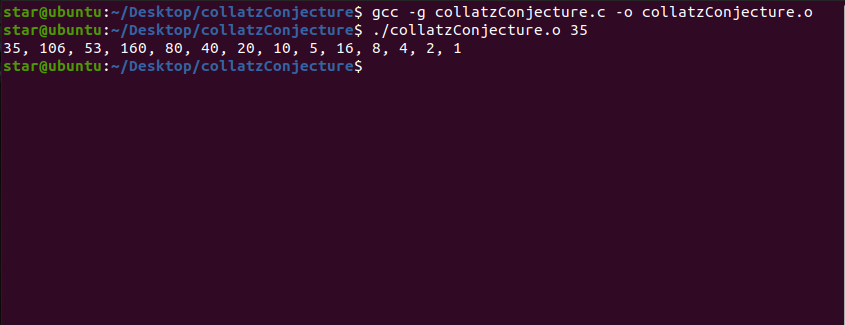 star@ubuntu:~/Desktop/collatzConjecture$ gcc -g collatzConjecture.c -o collatzConjecture.o
star@ubuntu:~/Desktop/collatzConjecture$ ./collatzConjecture.o 35
35, 106, 53, 160, 80, 40, 20, 10, 5, 16, 8, 4, 2, 1
star@ubuntu:~/Desktop/collatzConjecture$